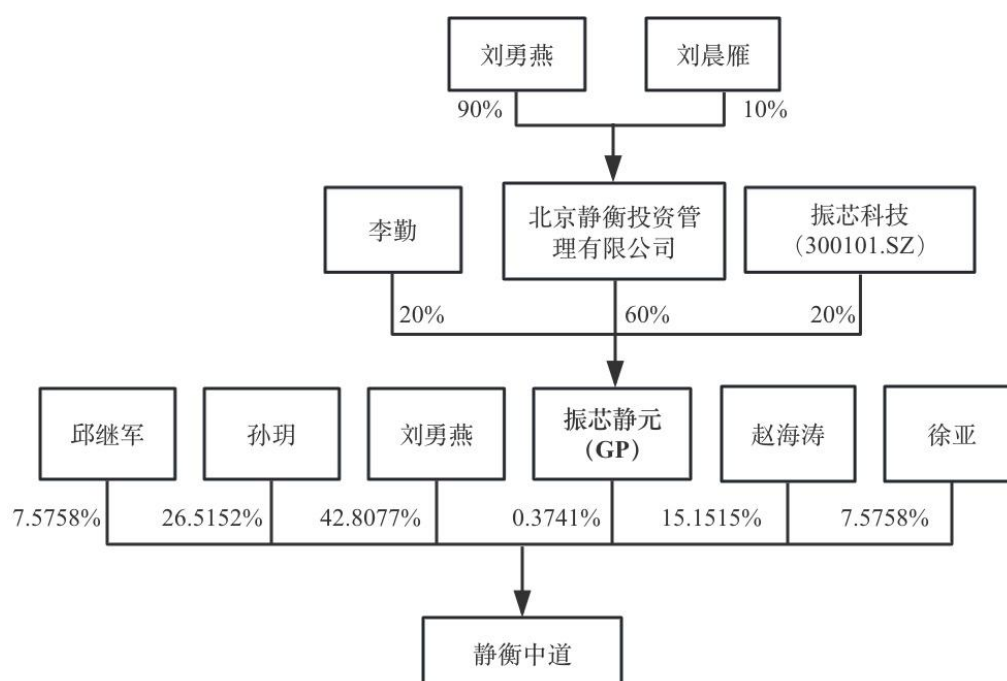 刘勇燕
刘晨雁
90%
10%
李勤
北京静衡投资管
理有限公司
振芯科技
（300101.SZ）
20%
60%
20%
邱继军
孙玥
刘勇燕
振芯静元
（GP）
赵海涛
徐亚
7.5758%
26.5152%
42.8077%
0.3741%
15.1515%
7.5758%
静衡中道